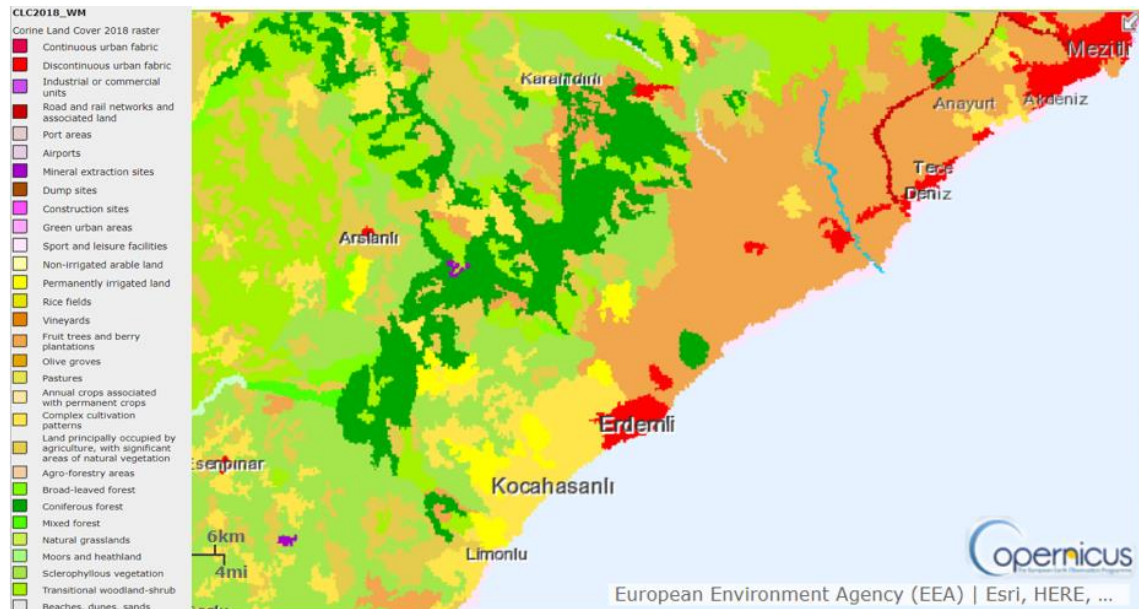 CLC2018_WM
Corine Land Cover 2018 raster
Continuous urban fabric
Discontinuous urban fabric
Industrial or commercial
units
Road and rail networks and
associated land
Port areas
Airports
Mineral extraction sites
Dump sites
Construction sites
Green urban areas
Sport and leisure facilities
Non-irrigated arable land
Permanently irrigated land
Rice fields
Vineyards
Fruit trees and berry
plantations
Olive groves
Pastures
Annual crops associated
with permanent crops
Complex cultivation
patterns
Land principally occupied by
agriculture, with significant
areas of natural vegetation
Agro-forestry areas
Broad-leaved forest
Coniferous forest
Mixed forest
Natural grasslands
Moors and heathland
Sclerophyllous vegetation
Transitional woodland-shrub
Beaches, dunes, sands
Mezitli
Karahıdırlı
Anayurt
Akdeniz
Tece
Deniz
Arslanlı
Erdemli
Esenpınar
Kocahasanlı
6km
4mi
Limonlu
Copernicus
European Environment Agency (EEA) | Esri, HERE, ...